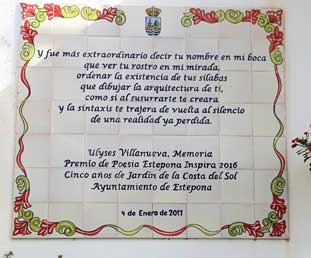 Y fue más extraordinario decir tu nombre en mi boca
que ver tu rostro en mi mirada,
ordenar la existencia de tus sílabas
que dibujar la arquitectura de ti,
como si al susurrarte te creara
y la sintaxis te trajera de vuelta al silencio
de una realidad ya perdida.
Ulyses Villanueva, Memoria
Premio de Poesía Estepona Inspira 2016
Cinco años de Jardín de la Costa del Sol
Ayuntamiento de Estepona
4 de Enero de 2017